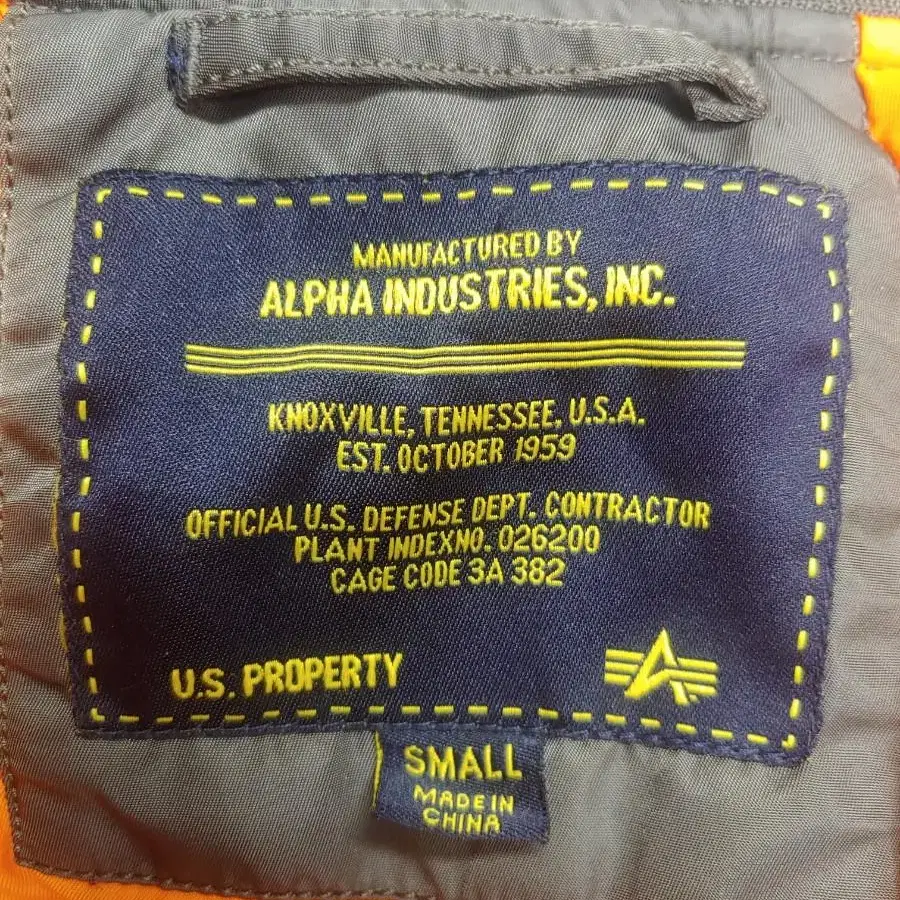 MANUFACTURED BY
ALPHA INDUSTRIES, INC.
KNOXVILLE, TENNESSEE, U.S.A.
EST. OCTOBER 1959
OFFICIAL U.S. DEFENSE DEPT. CONTRACTOR
PLANT INDEXNO. 026200
CAGE CODE 3A 382
U.S. PROPERTY
SMALL
MADE IN
CHINA